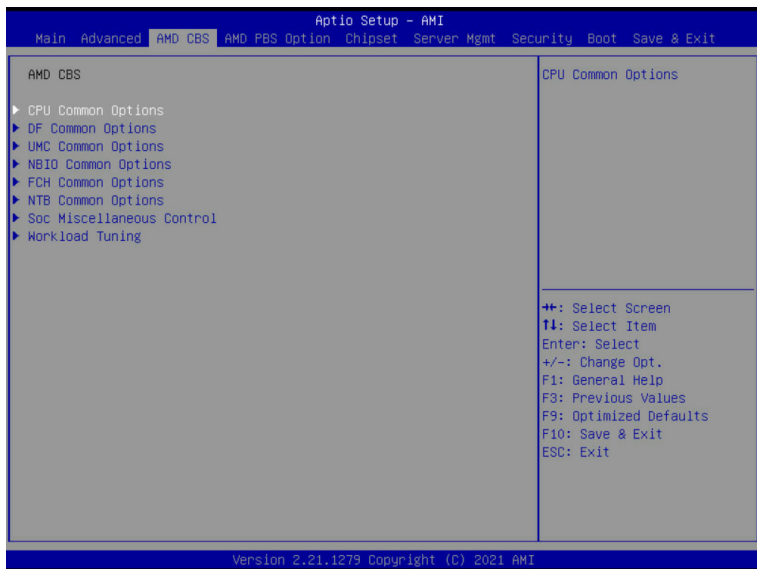 Aptio Setup – AMI
Main Advanced AMD CBS AMD PBS Option Chipset Server Mgmt Security Boot Save & Exit
AMD CBS
CPU Common Options
DF Common Options
UMC Common Options
NBIO Common Options
FCH Common Options
NTB Common Options
Soc Miscellaneous Control
Workload Tuning
CPU Common Options
→←: Select Screen
↑↓: Select Item
Enter: Select
+/-: Change Opt.
F1: General Help
F3: Previous Values
F9: Optimized Defaults
F10: Save & Exit
ESC: Exit
Version 2.21.1279 Copyright (C) 2021 AMI